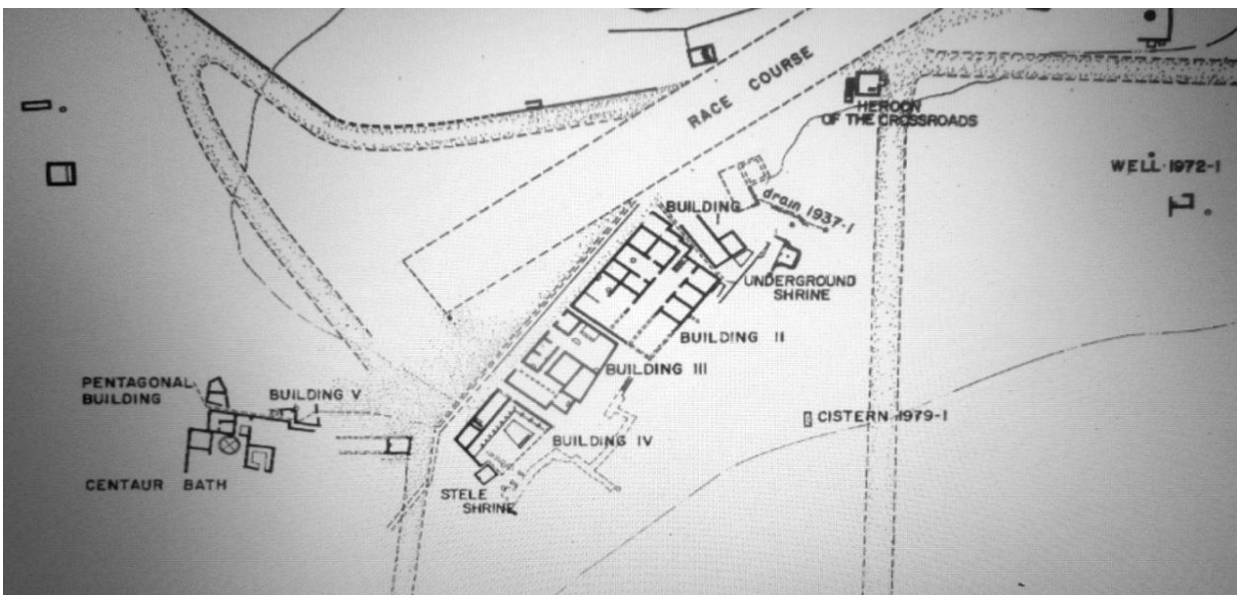 RACE COURSE
HEROON
OF THE CROSSROADS
WELL 1972-1
drain 1937-1
BUILDING
I
UNDERGROUND
SHRINE
BUILDING II
BUILDING III
PENTAGONAL
BUILDING
BUILDING V
CISTERN 1979-1
BUILDING IV
CENTAUR BATH
STELE
SHRINE